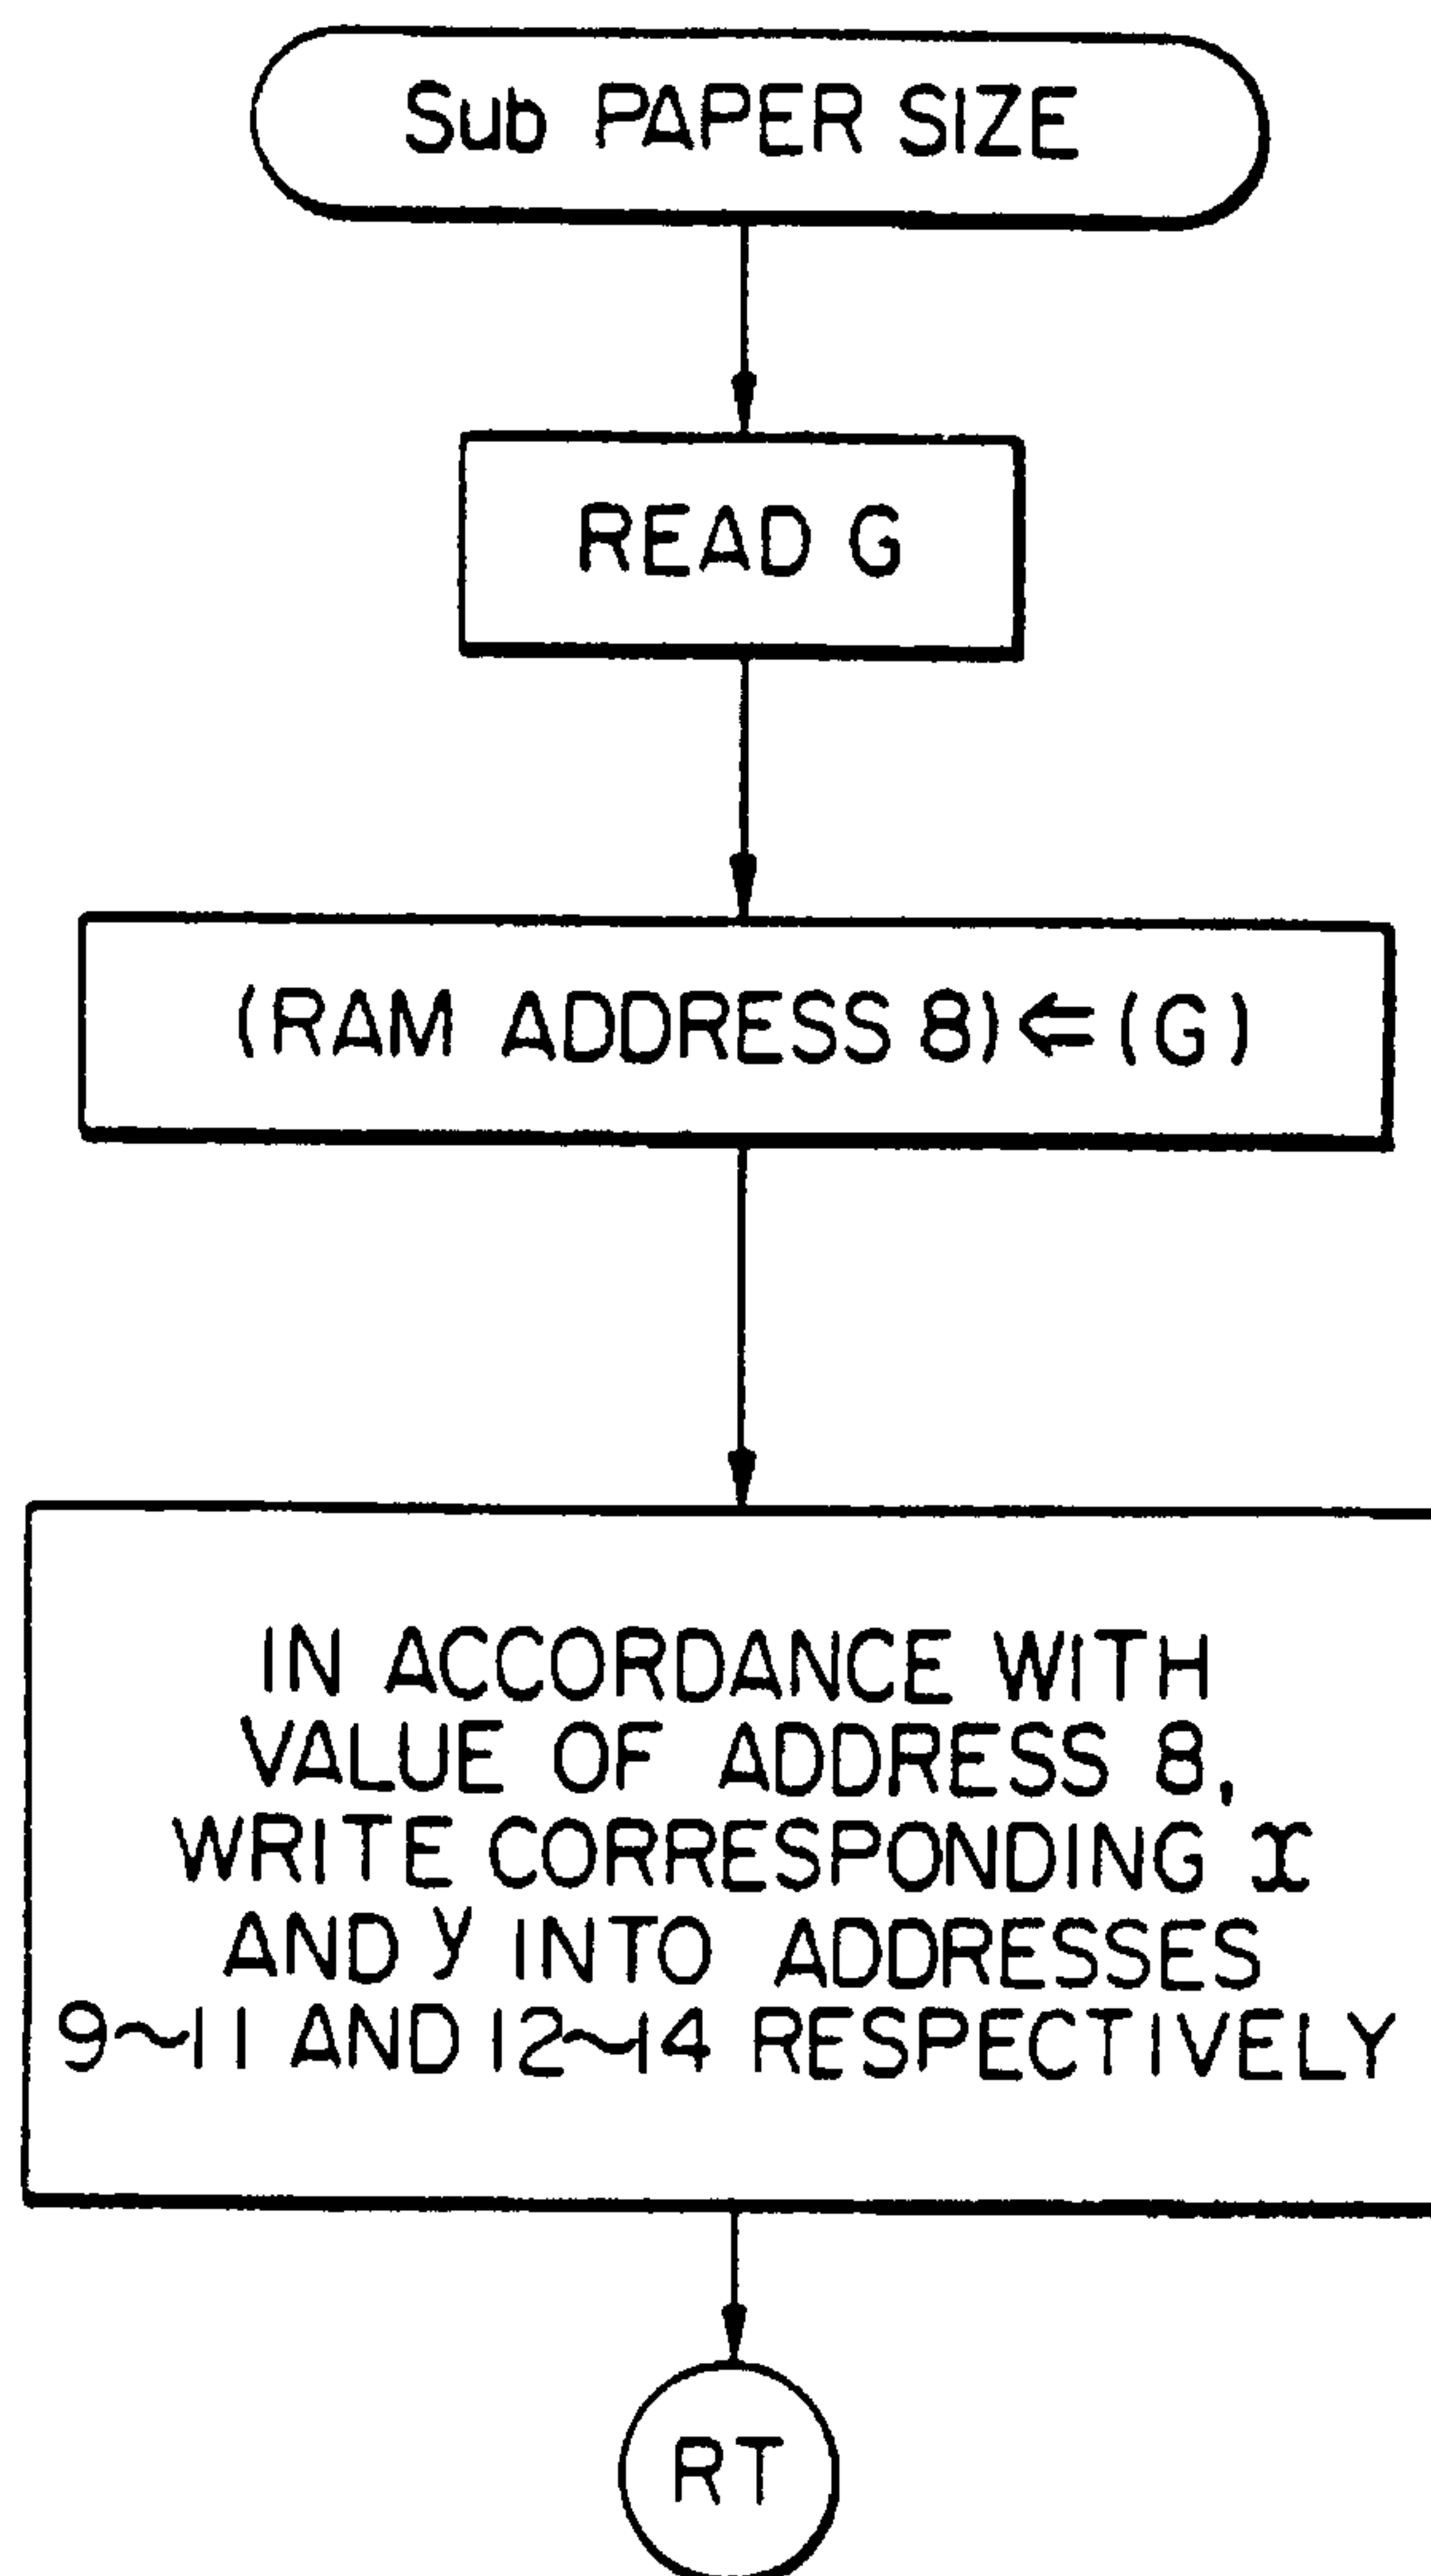 Sub PAPER SIZE
READ G
(RAM ADDRESS 8)⇐(G)
IN ACCORDANCE WITH
VALUE OF ADDRESS 8,
WRITE CORRESPONDING x
AND y INTO ADDRESSES
9~11 AND 12~14 RESPECTIVELY
RT